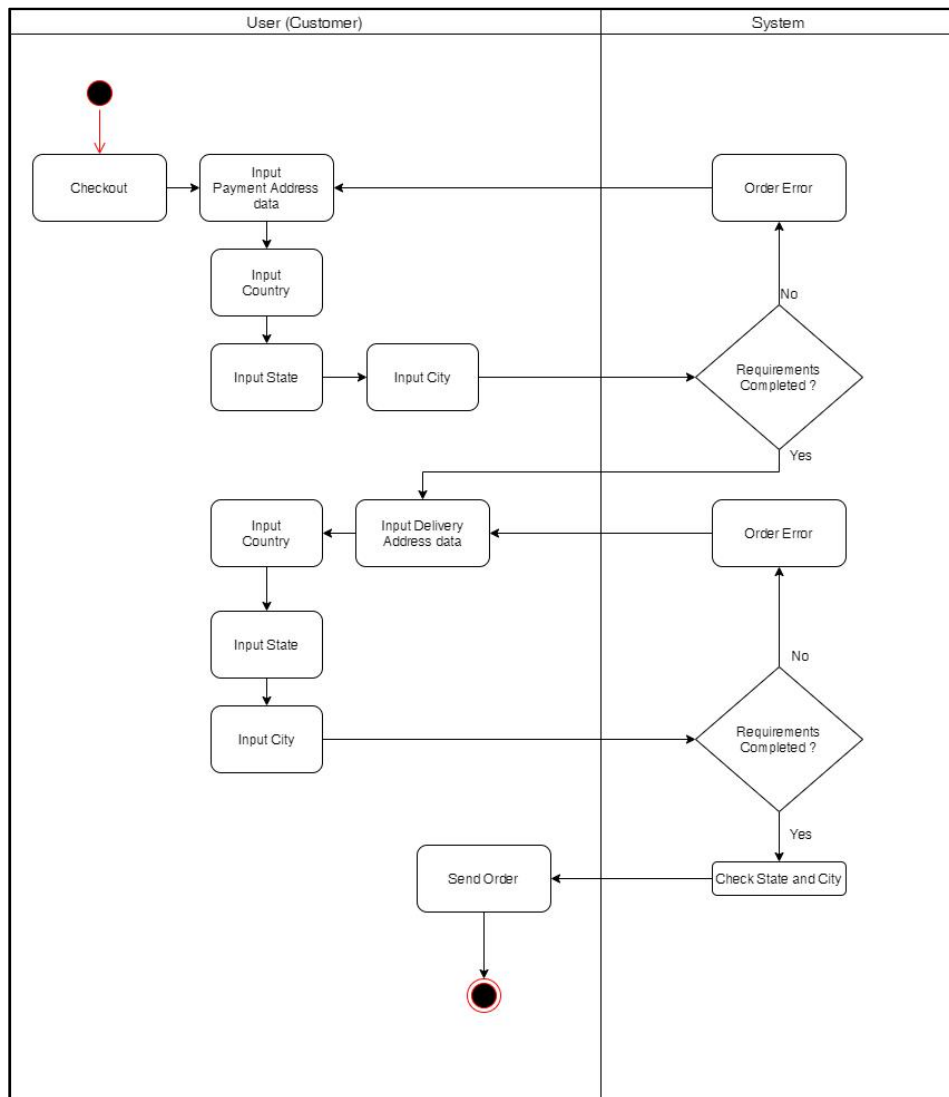 User (Customer)
System
Checkout
Input
Payment Address
data
Order Error
Input
Country
No
Input State
Input City
Requirements
Completed ?
Yes
Input
Country
Input Delivery
Address data
Order Error
Input State
No
Input City
Requirements
Completed ?
Yes
Send Order
Check State and City